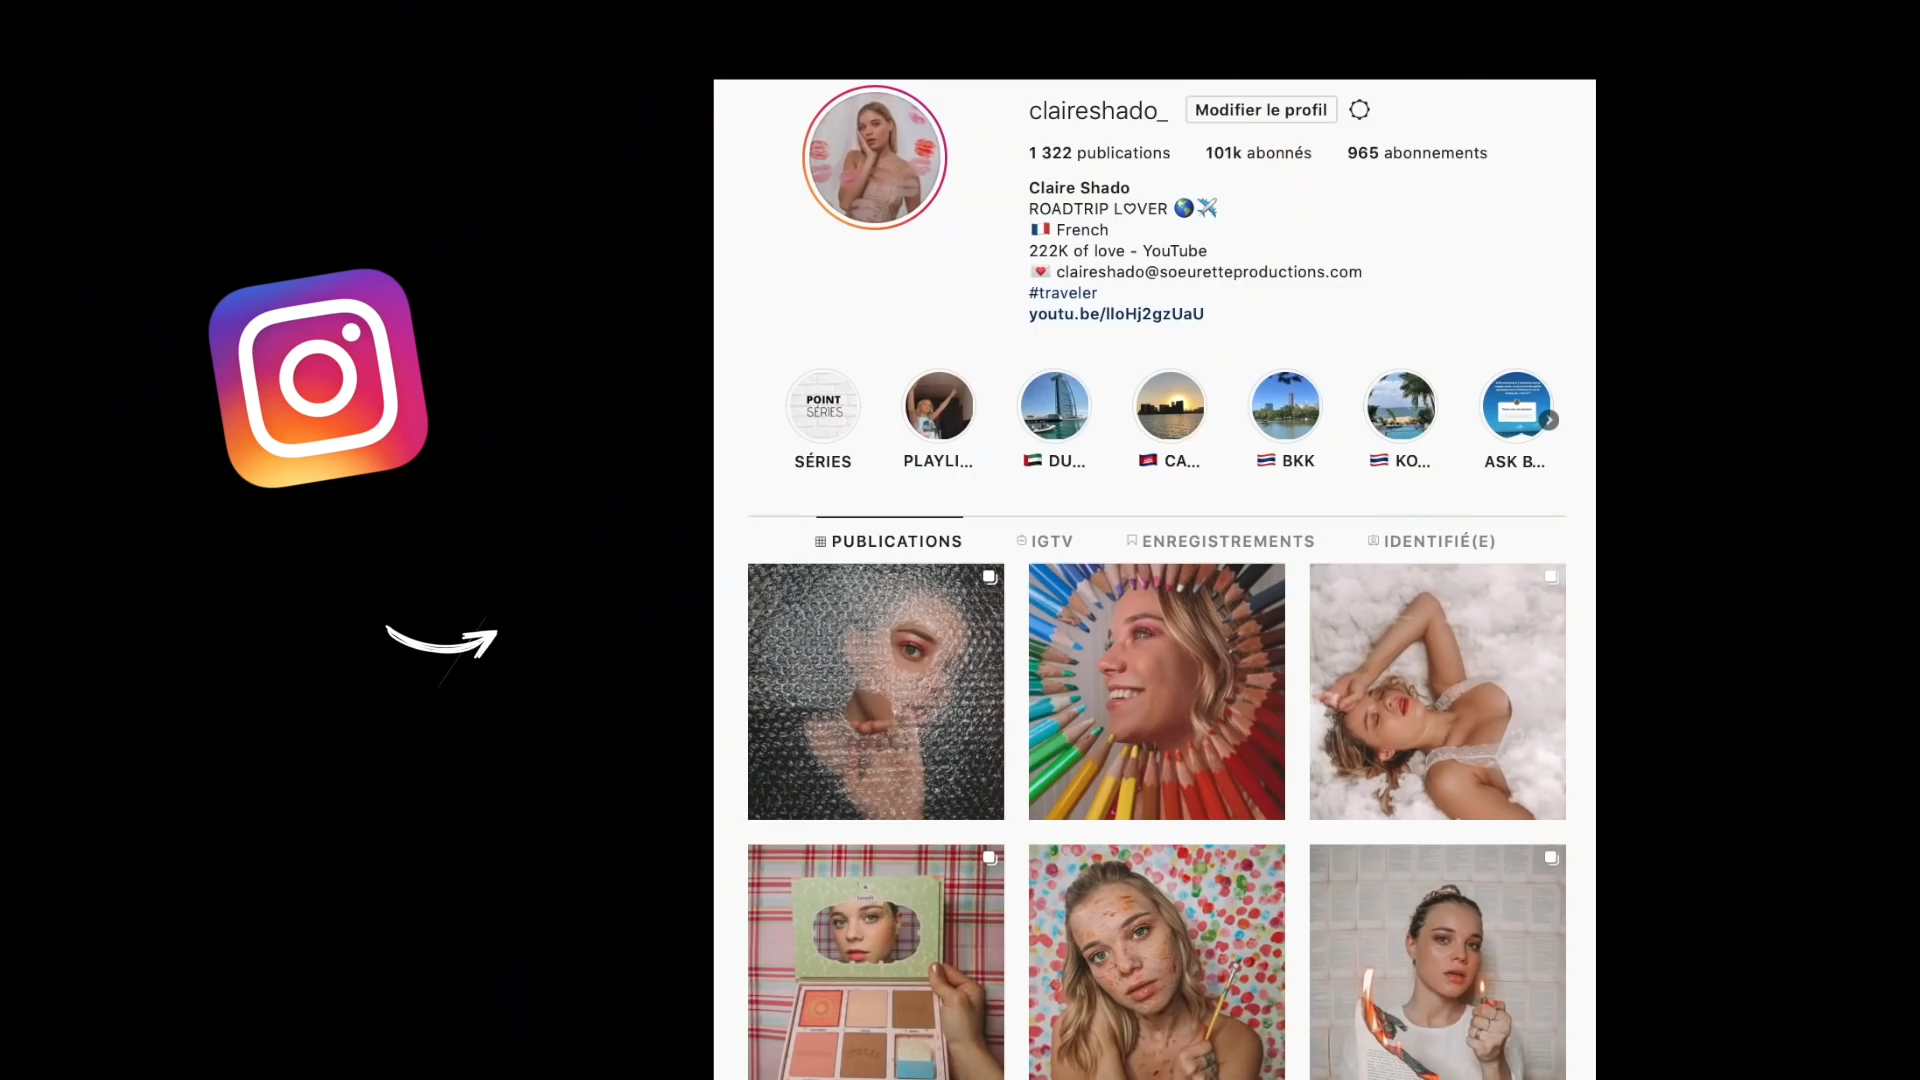 claireshado_ Modifier le profil
1 322 publications 101k abonnés 965 abonnements
Claire Shado
ROADTRIP L♡VER 🌎✈️
🇫🇷 French
222K of love - YouTube
💌 claireshado@soeuretteproductions.com
#traveler
youtu.be/lloHj2gzUaU
POINT
SÉRIES
SÉRIES PLAYLI... 🇦🇪 DU... 🇰🇭 CA... 🇹🇭 BKK 🇹🇭 KO... ASK B...
PUBLICATIONS IGTV ENREGISTREMENTS IDENTIFIÉ(E)